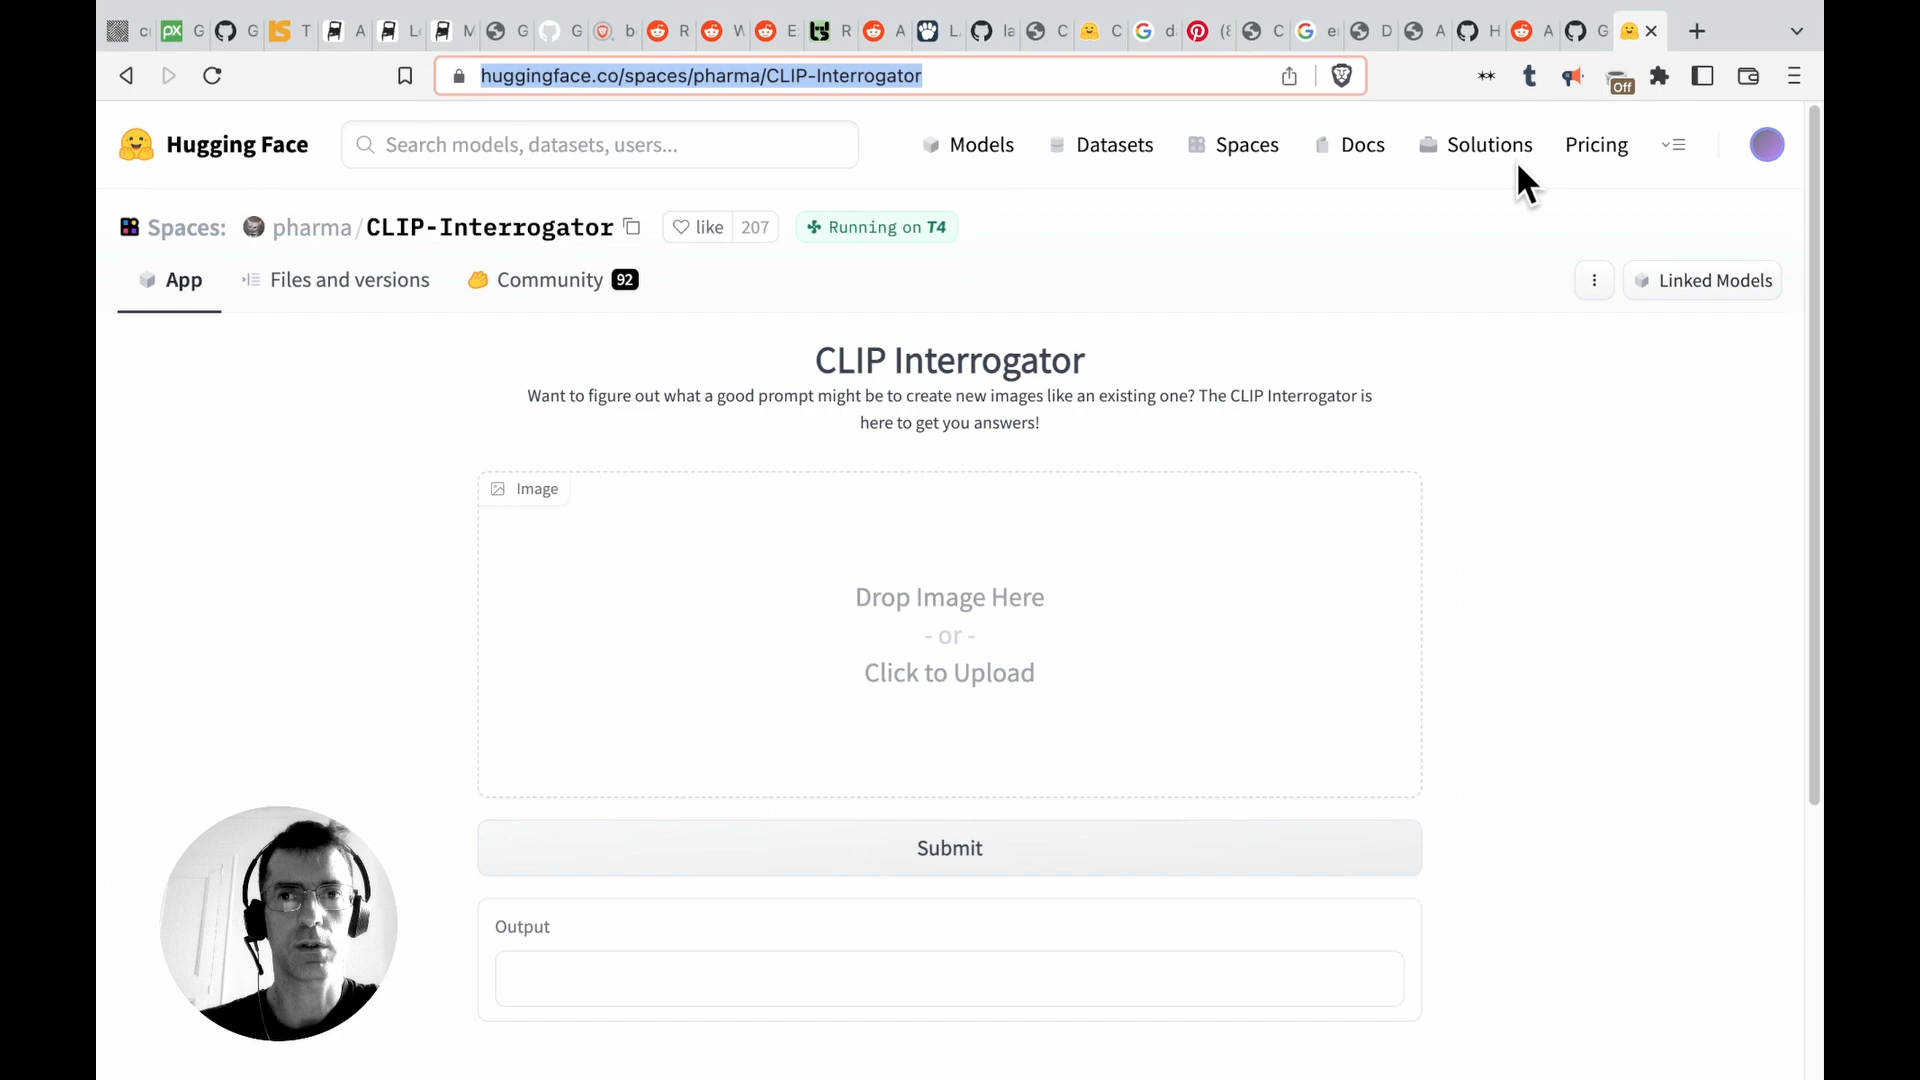 c
G
G
T
A
L
M
G
G
b
R
W
E
R
A
L
la
C
C
d
(8
C
e
D
A
H
A
G
huggingface.co/spaces/pharma/CLIP-Interrogator
Off
Hugging Face
Search models, datasets, users...
Models
Datasets
Spaces
Docs
Solutions
Pricing
Spaces:
pharma/CLIP-Interrogator
like 207
Running on T4
App
Files and versions
Community 92
Linked Models
CLIP Interrogator
Want to figure out what a good prompt might be to create new images like an existing one? The CLIP Interrogator is
here to get you answers!
Image
Drop Image Here
- or -
Click to Upload
Submit
Output